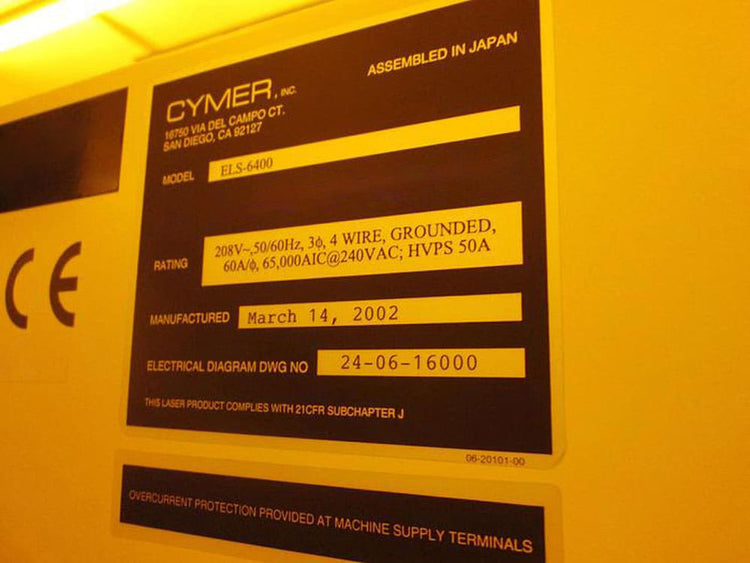 CYMER, INC.
ASSEMBLED IN JAPAN
16750 VIA DEL CAMPO CT.
SAN DIEGO, CA 92127
MODEL ELS-6400
RATING 208V~,50/60Hz, 3ϕ, 4 WIRE, GROUNDED,
60A/ϕ, 65,000AIC@240VAC; HVPS 50A
MANUFACTURED March 14, 2002
ELECTRICAL DIAGRAM DWG NO 24-06-16000
THIS LASER PRODUCT COMPLIES WITH 21CFR SUBCHAPTER J
06-20101-00
CE
OVERCURRENT PROTECTION PROVIDED AT MACHINE SUPPLY TERMINALS